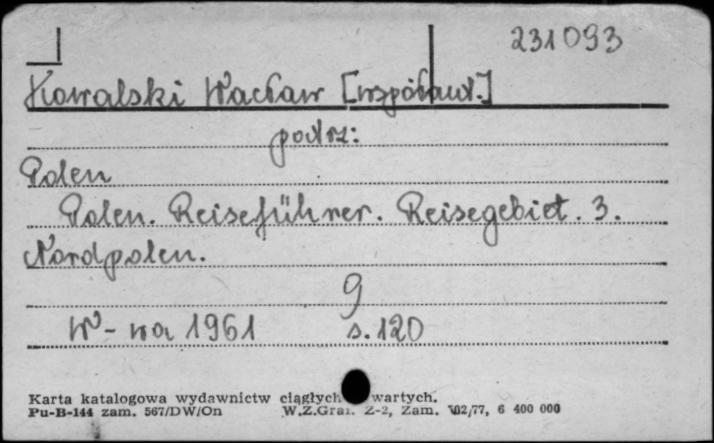 231093
Kowalski Wacław [współaut.]
podrz:
Polen
Polen. Reiseführer. Reisegebiet. 3.
Nordpolen.
9
W-wa 1961 s.120
Karta katalogowa wydawnictw ciągłych wartych.
Pu-B-144 zam. 567/DW/On W.Z.Graf. Z-2, Zam. 102/77, 6 400 000